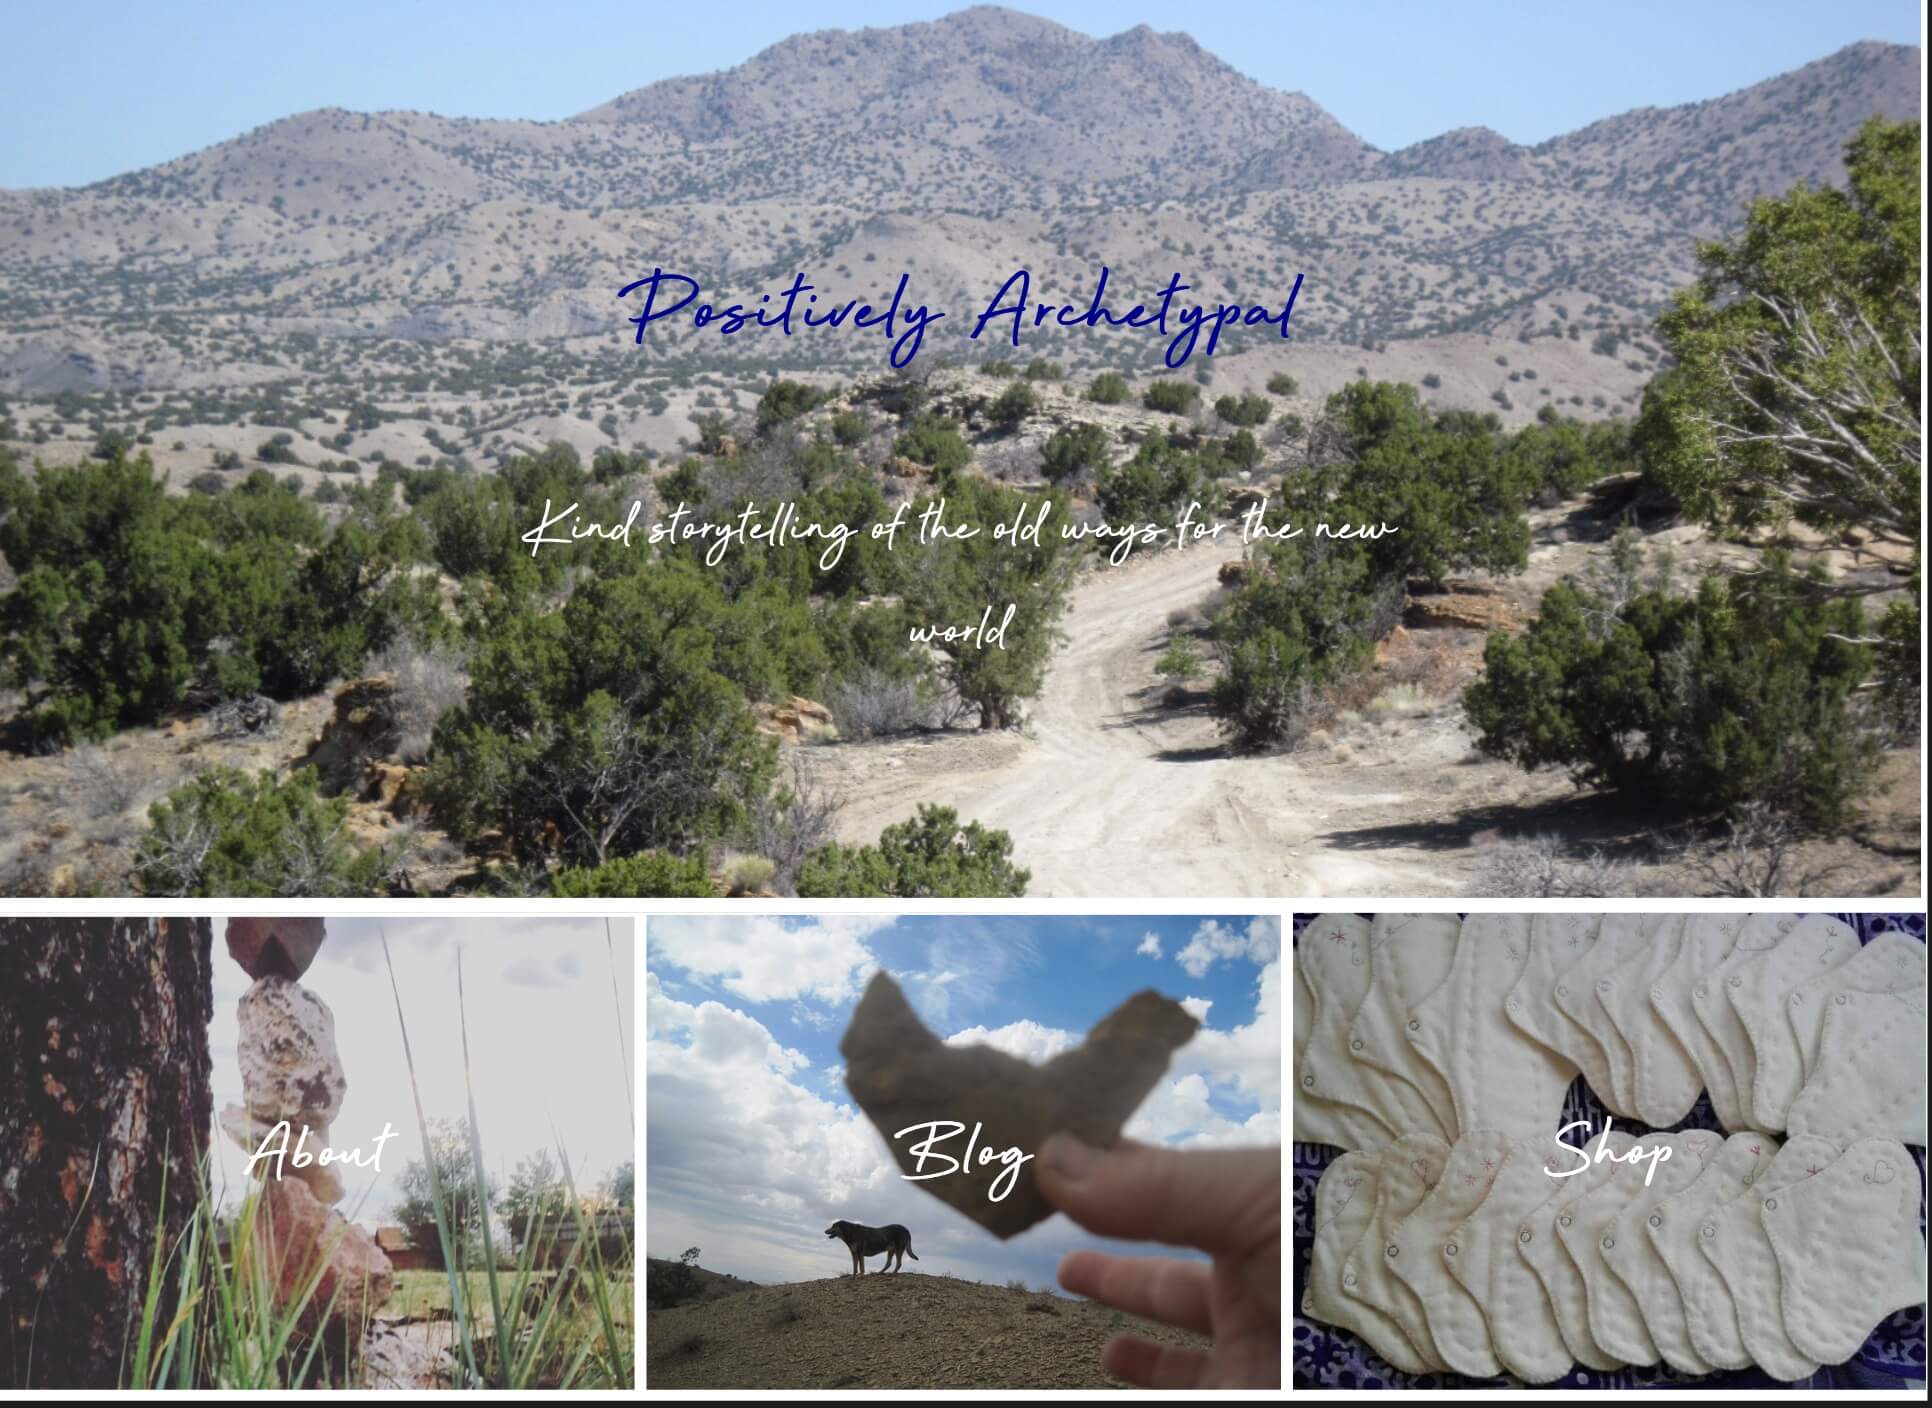 Positively Archetypal
Kind storytelling of the old ways for the new
world
About
Blog
Shop